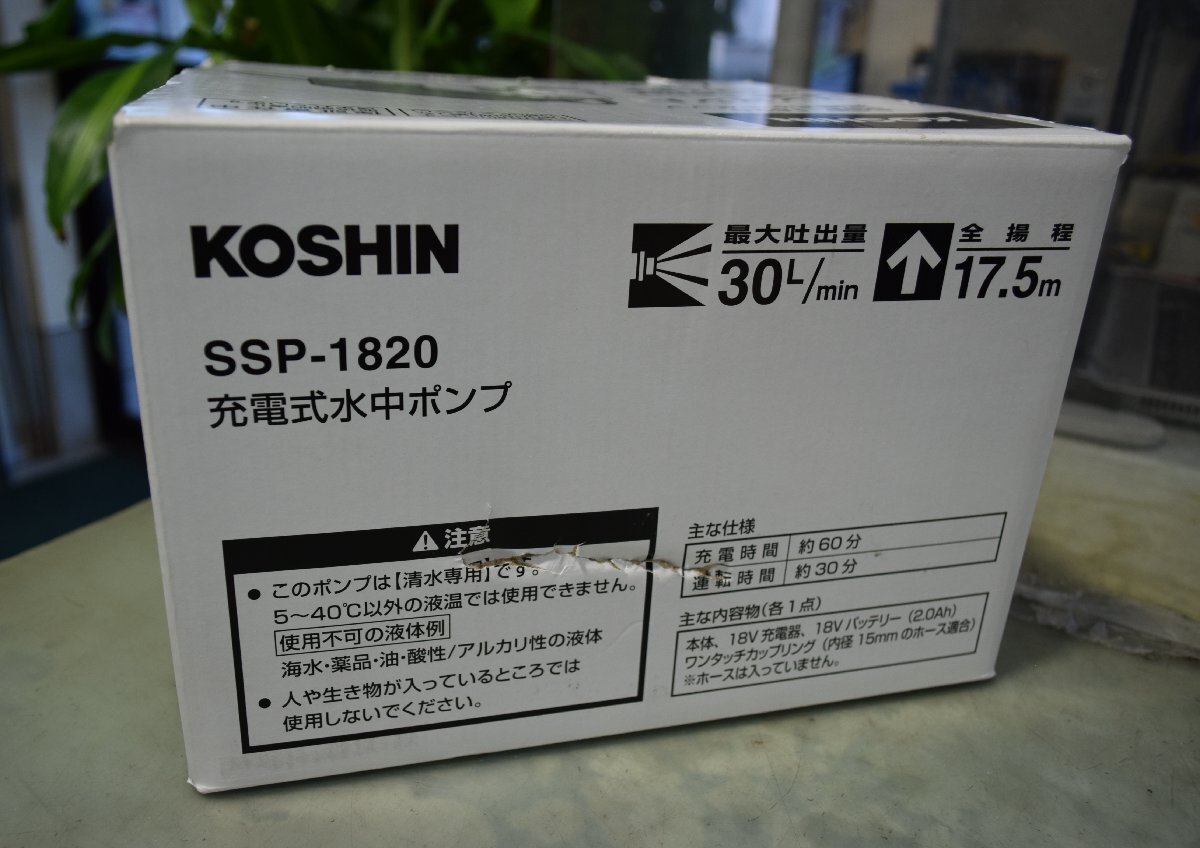 KOSHIN
最大吐出量
30L/min
全揚程
17.5m
SSP-1820
充電式水中ポンプ
注意
● このポンプは【清水専用】です。
5～40℃以外の液温では使用できません。
使用不可の液体例
海水・薬品・油・酸性/アルカリ性の液体
● 人や生き物が入っているところでは
使用しないでください。
主な仕様
充電時間 約60分
運転時間 約30分
主な内容物(各1点)
本体、18V充電器、18Vバッテリー(2.0Ah)
ワンタッチカップリング(内径15mmのホース適合)
※ホースは入っていません。